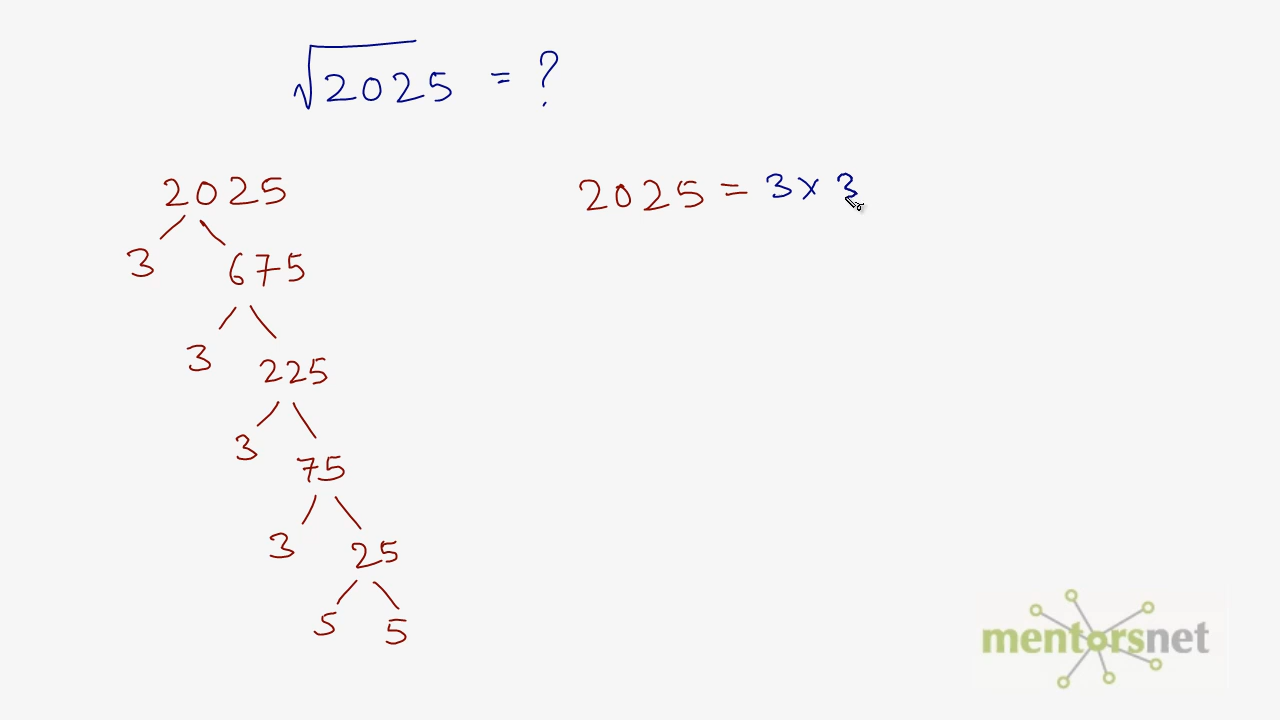 √2025 = ?
2025
2025 = 3 x 3
3 675
3 225
3 75
3 25
5 5
mentorsnet